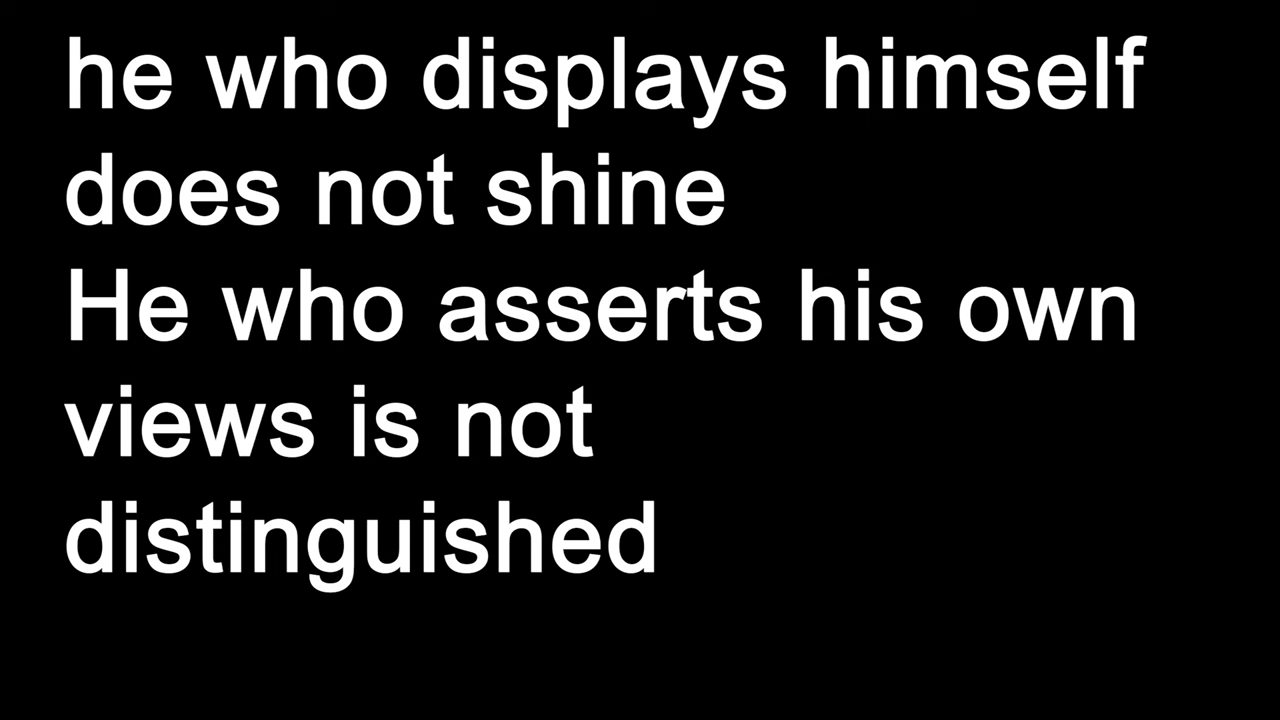 he who displays himself
does not shine
He who asserts his own
views is not
distinguished